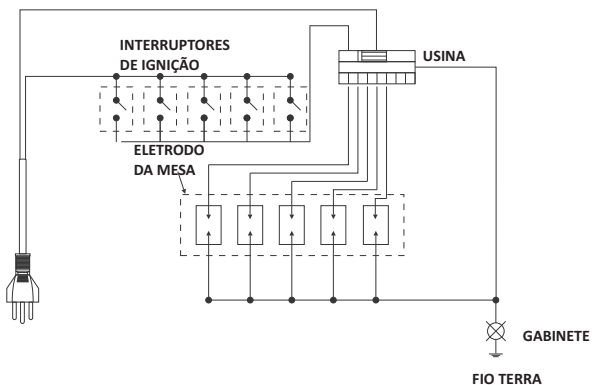 INTERRUPTORES
DE IGNIÇÃO
USINA
ELETRODO
DA MESA
GABINETE
FIO TERRA